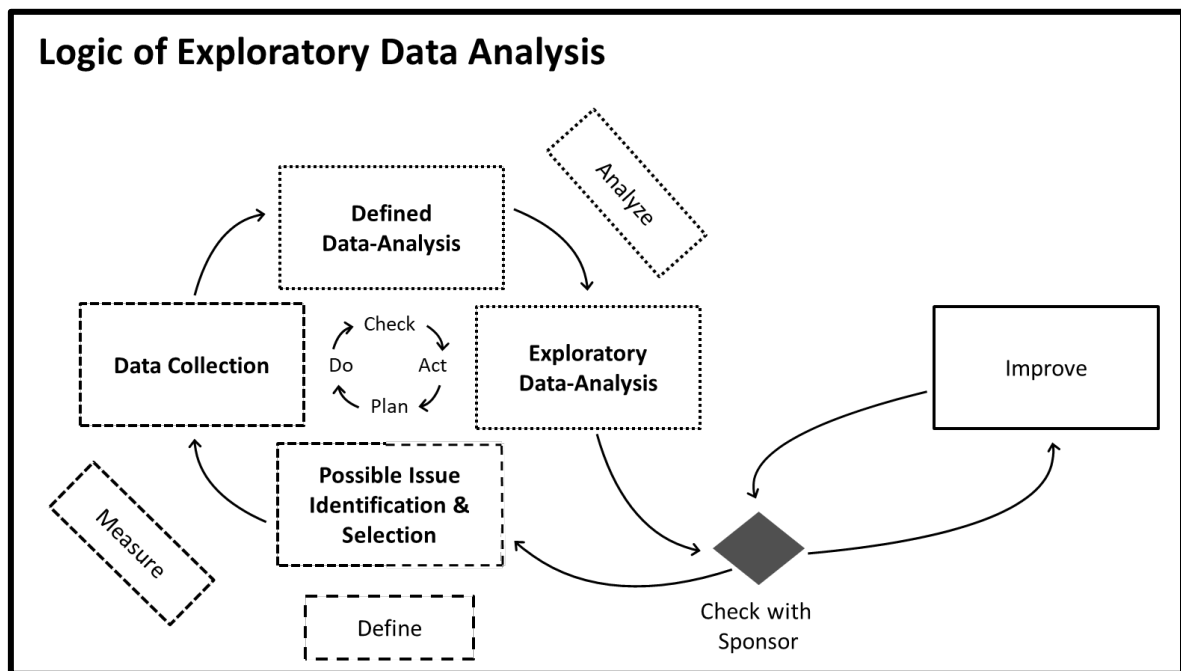 Logic of Exploratory Data Analysis
Analyze
Defined
Data-Analysis
Data Collection
Check
Do
Act
Plan
Exploratory
Data-Analysis
Improve
Possible Issue
Identification &
Selection
Measure
Define
Check with
Sponsor